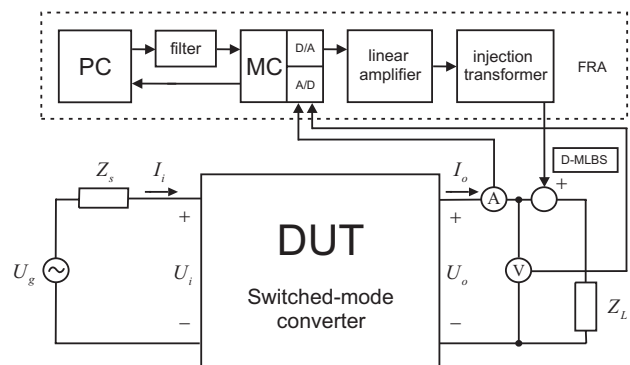 PC
filter
MC
D/A
A/D
linear
amplifier
injection
transformer
FRA
D-MLBS
Z_s
I_i
I_o
A
+
+
+
DUT
U_g
U_i
U_o
V
Switched-mode
converter
Z_L
−
−